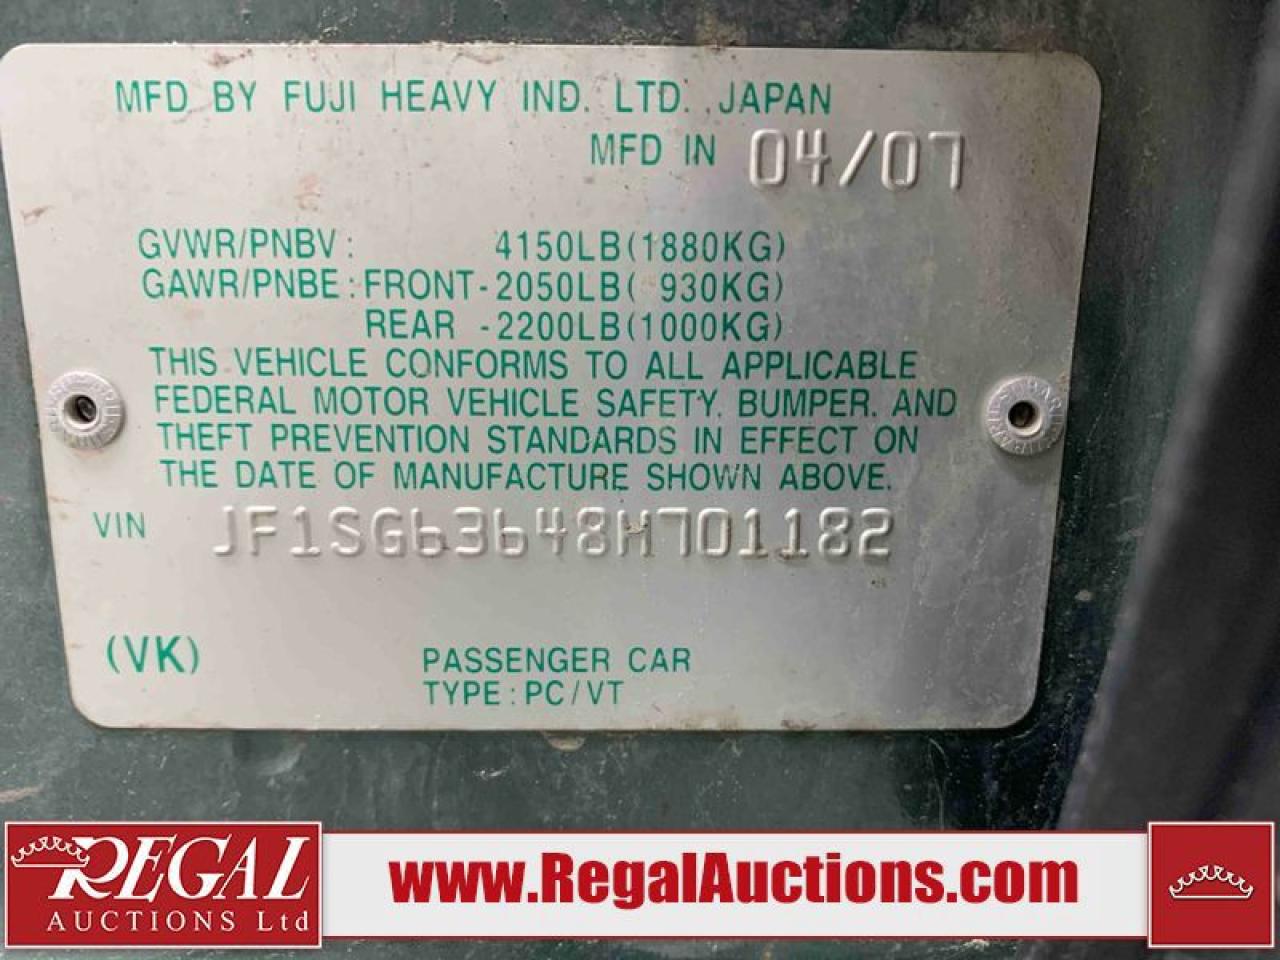 MFD BY FUJI HEAVY IND. LTD. JAPAN
MFD IN 04/07
GVWR/PNBV: 4150LB(1880KG)
GAWR/PNBE:FRONT-2050LB( 930KG)
REAR -2200LB(1000KG)
THIS VEHICLE CONFORMS TO ALL APPLICABLE
FEDERAL MOTOR VEHICLE SAFETY, BUMPER, AND
THEFT PREVENTION STANDARDS IN EFFECT ON
THE DATE OF MANUFACTURE SHOWN ABOVE.
VIN JF1SG63648H701182
(VK) PASSENGER CAR
TYPE:PC/VT
REGAL
AUCTIONS Ltd
www.RegalAuctions.com